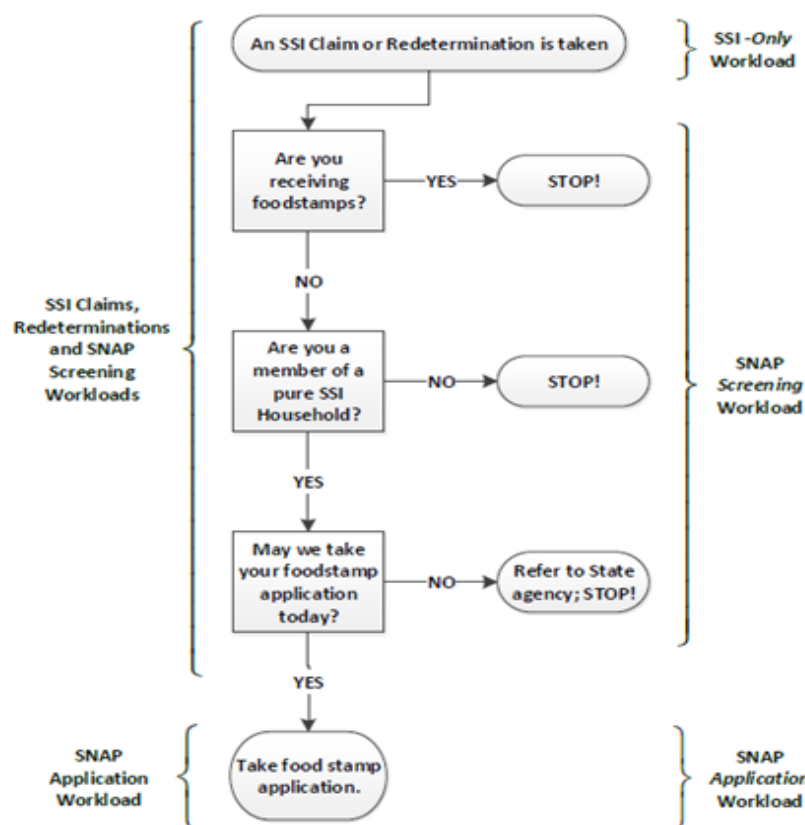 An SSI Claim or Redetermination is taken
SSI -Only
Workload
Are you
receiving
foodstamps?
YES
STOP!
NO
SSI Claims,
Redeterminations
and SNAP
Screening
Workloads
Are you a
member of a
pure SSI
Household?
NO
STOP!
SNAP
Screening
Workload
YES
May we take
your foodstamp
application
today?
NO
Refer to State
agency; STOP!
YES
SNAP
Application
Workload
Take food stamp
application.
SNAP
Application
Workload